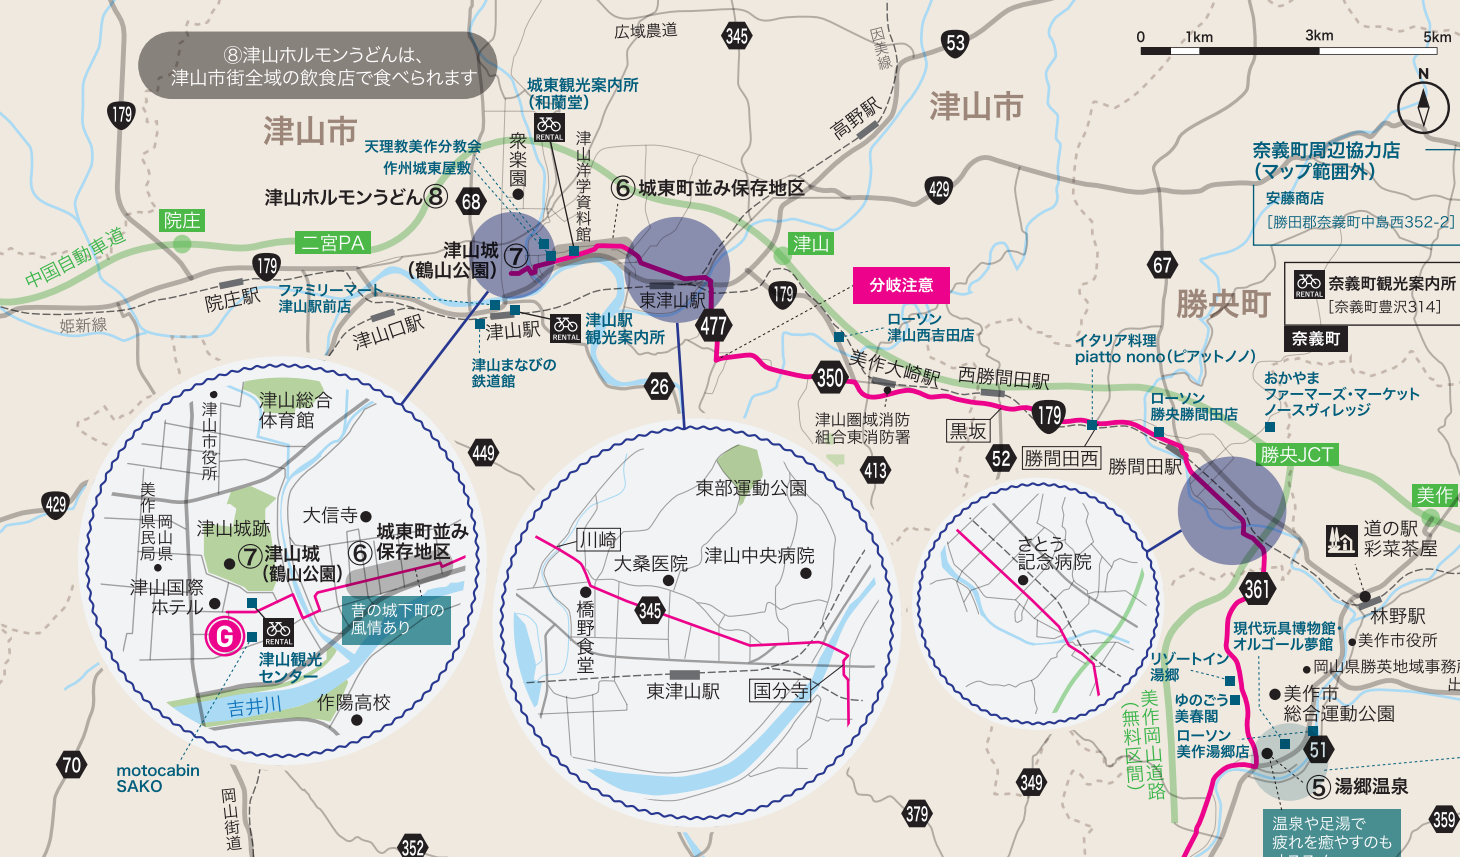 ⑧津山ホルモンうどんは、
津山市街全域の飲食店で食べられます
広域農道
345
因美線
53
0 1km 3km 5km
N
179
津山市
城東観光案内所
(和蘭堂)
RENTAL
高野駅
津山市
天理教美作分教会
作州城東屋敷
衆楽園
津山洋学資料館
津山ホルモンうどん⑧
68
⑥城東町並み保存地区
429
奈義町周辺協力店
(マップ範囲外)
安藤商店
[勝田郡奈義町中島西352-2]
院庄
二宮PA
中国自動車道
津山城
(鶴山公園)
⑦
津山
179
67
分岐注意
179
RENTAL
奈義町観光案内所
[奈義町豊沢314]
奈義町
勝央町
院庄駅
ファミリーマート
津山駅前店
東津山駅
姫新線
津山口駅
津山駅
RENTAL
津山駅
観光案内所
477
ローソン
津山西吉田店
イタリア料理
piatto nono(ピアットノノ)
津山まなびの
鉄道館
26
350
美作大崎駅
西勝間田駅
おかやま
ファーマーズ・マーケット
ノースヴィレッジ
ローソン
勝央勝間田店
179
津山圏域消防
組合東消防署
黒坂
52
勝間田西
勝間田駅
勝央JCT
413
449
429
美作
津山総合
体育館
津山市役所
美作県民局
岡山県
津山城跡
大信寺
⑦津山城
(鶴山公園)
⑥
城東町並み
保存地区
津山国際
ホテル
昔の城下町の
風情あり
G
RENTAL
津山観光
センター
吉井川
作陽高校
motocabin
SAKO
70
岡山街道
352
東部運動公園
川崎
大桑医院
津山中央病院
345
橋野食堂
東津山駅
国分寺
さとう
記念病院
道の駅
彩菜茶屋
361
林野駅
現代玩具博物館・
オルゴール夢館
美作市役所
リゾートイン
湯郷
岡山県勝英地域事務所
出
ゆのごう
美春閣
美作市
総合運動公園
ローソン
美作湯郷店
美作岡山道路
(無料区間)
51
⑤湯郷温泉
349
379
359
温泉や足湯で
疲れを癒やすのも